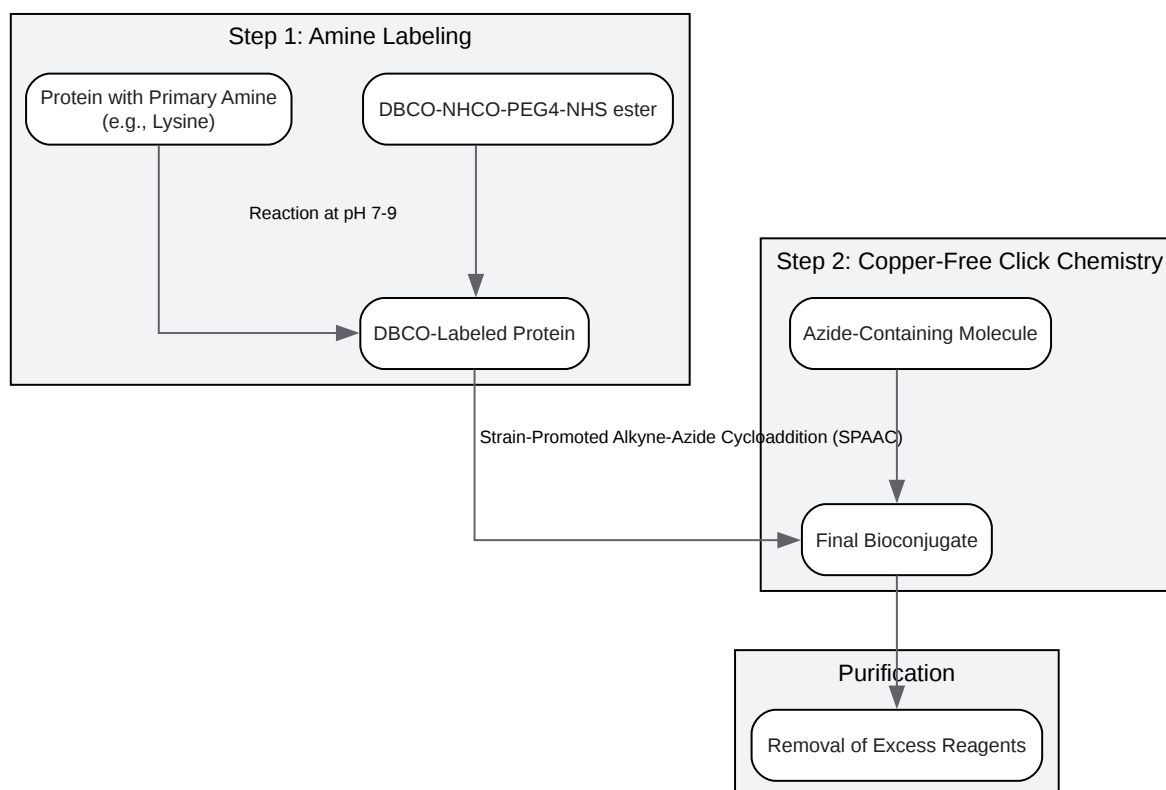 Step 1: Amine Labeling
Protein with Primary Amine
(e.g., Lysine)
DBCO-NHCO-PEG4-NHS ester
Reaction at pH 7-9
DBCO-Labeled Protein
Step 2: Copper-Free Click Chemistry
Azide-Containing Molecule
Strain-Promoted Alkyne-Azide Cycloaddition (SPAAC)
Final Bioconjugate
Purification
Removal of Excess Reagents